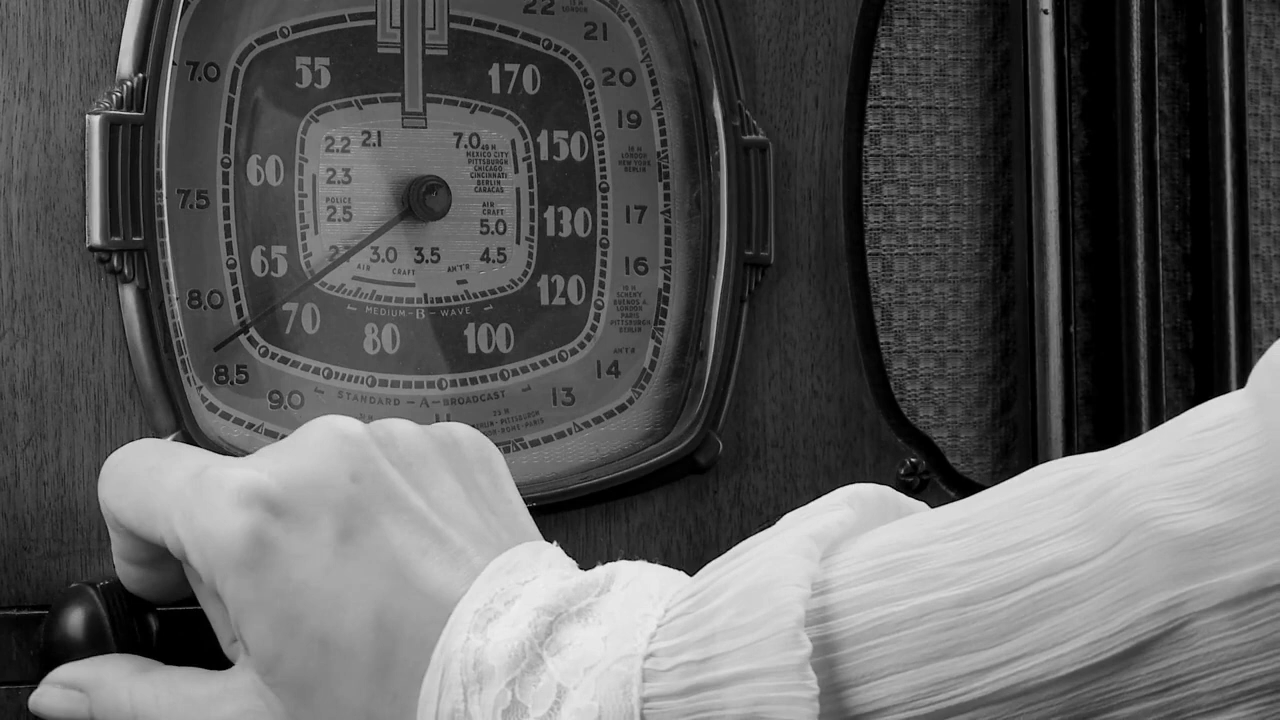 22
21
7.0
20
55
170
19
2.2
2.1
7.0
49 M
MEXICO CITY
PITTSBURGH
CHICAGO
CINCINNATI
BERLIN
CARACAS
150
LONDON
NEW YORK
BERLIN
60
2.3
7.5
POLICE
2.5
AIR
CRAFT
5.0
130
17
65
3.0
3.5
4.5
16
AIR CRAFT
AM'T'R
8.0
120
BUENOS A.
LONDON
PARIS
PITTSBURGH
BERLIN
70
MEDIUM-B-WAVE
80
100
AM'T'R
14
8.5
9.0
STANDARD-A-BROADCAST
13